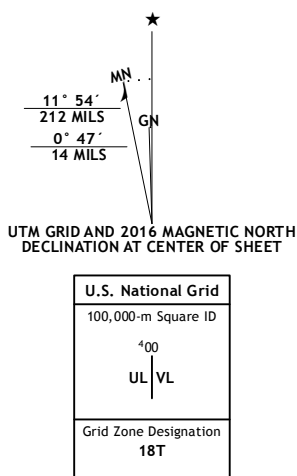 ★
MN
11° 54´
212 MILS
GN
0° 47´
14 MILS
UTM GRID AND 2016 MAGNETIC NORTH
DECLINATION AT CENTER OF SHEET
U.S. National Grid
100,000-m Square ID
⁴00
UL VL
Grid Zone Designation
18T